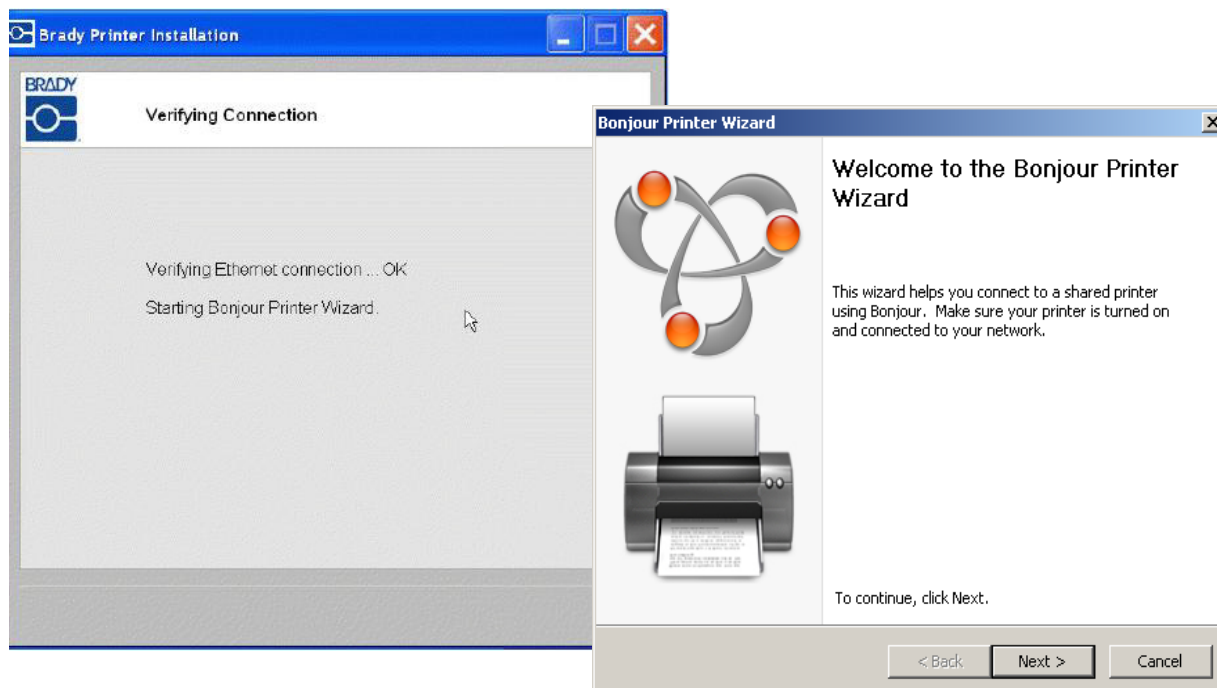 Brady Printer Installation
BRADY
Verifying Connection
Verifying Ethernet connection ... OK
Starting Bonjour Printer Wizard.
Bonjour Printer Wizard
Welcome to the Bonjour Printer
Wizard
This wizard helps you connect to a shared printer
using Bonjour. Make sure your printer is turned on
and connected to your network.
To continue, click Next.
< Back
Next >
Cancel